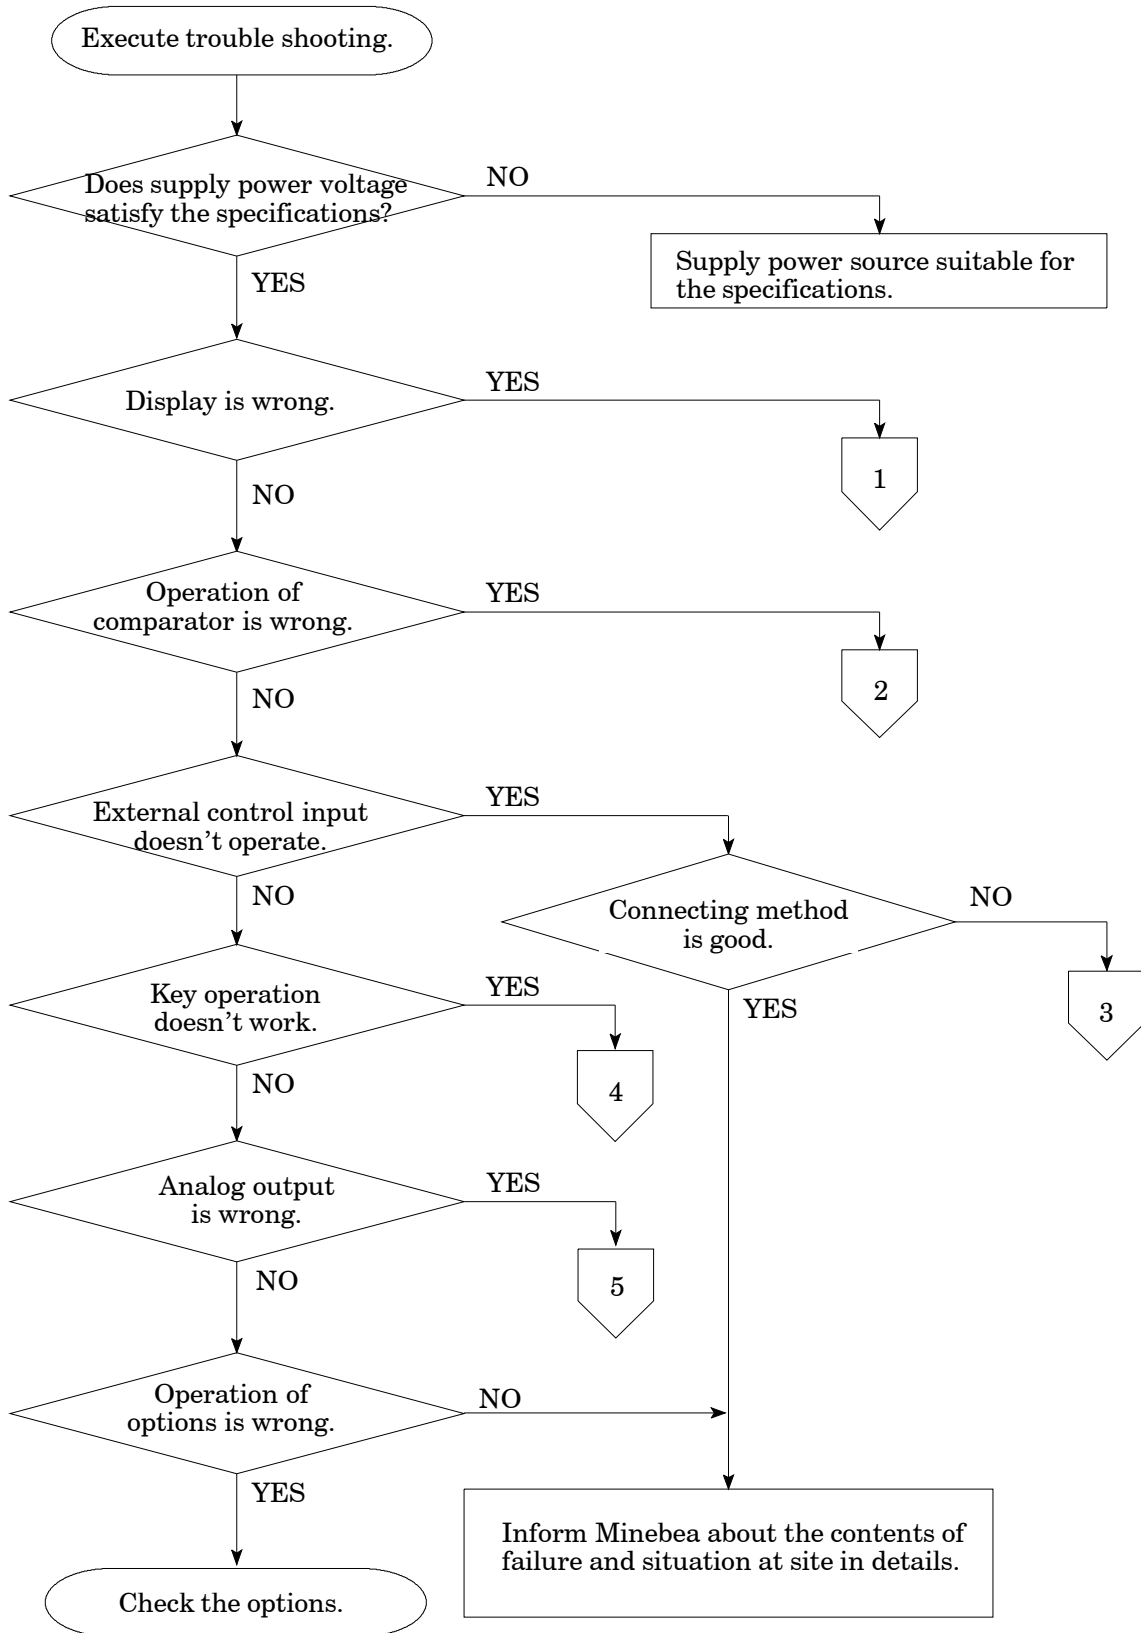 Execute trouble shooting.
Does supply power voltage
satisfy the specifications?
NO
Supply power source suitable for
the specifications.
YES
Display is wrong.
YES
1
NO
Operation of
comparator is wrong.
YES
2
NO
External control input
doesn't operate.
YES
Connecting method
is good.
NO
3
YES
NO
Key operation
doesn't work.
YES
4
NO
Analog output
is wrong.
YES
5
NO
Operation of
options is wrong.
NO
YES
Inform Minebea about the contents of
failure and situation at site in details.
Check the options.